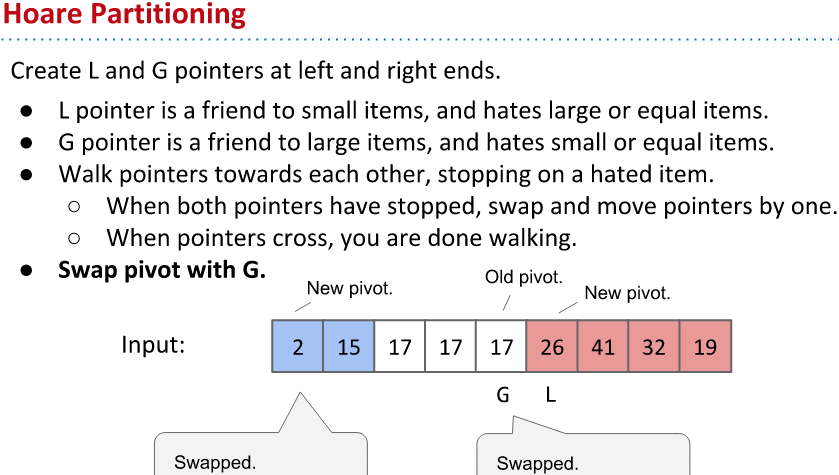 Hoare Partitioning
Create L and G pointers at left and right ends.
● L pointer is a friend to small items, and hates large or equal items.
● G pointer is a friend to large items, and hates small or equal items.
● Walk pointers towards each other, stopping on a hated item.
○ When both pointers have stopped, swap and move pointers by one.
○ When pointers cross, you are done walking.
● Swap pivot with G.
New pivot. Old pivot. New pivot.
Input: 2 15 17 17 17 26 41 32 19
G L
Swapped. Swapped.